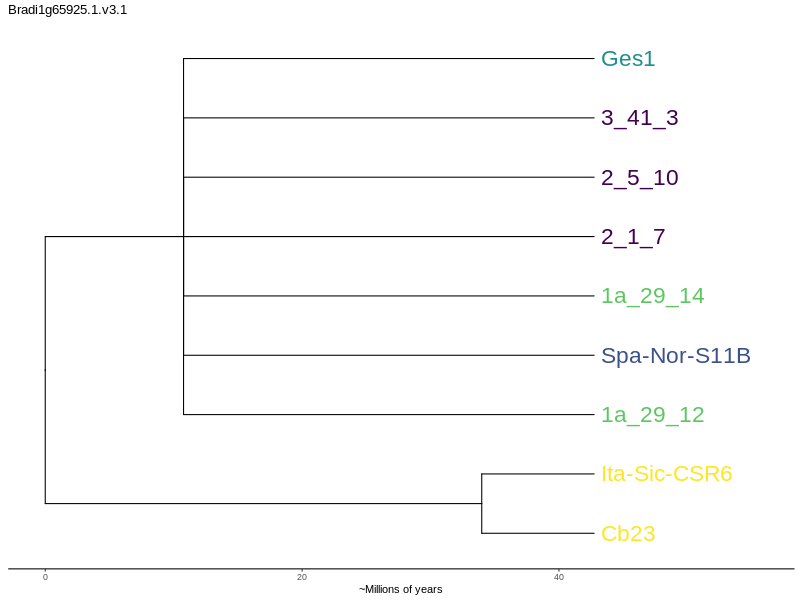 Bradi1g65925.1.v3.1
Ges1
3_41_3
2_5_10
2_1_7
1a_29_14
Spa-Nor-S11B
1a_29_12
Ita-Sic-CSR6
Cb23
0 20 40
~Millions of years